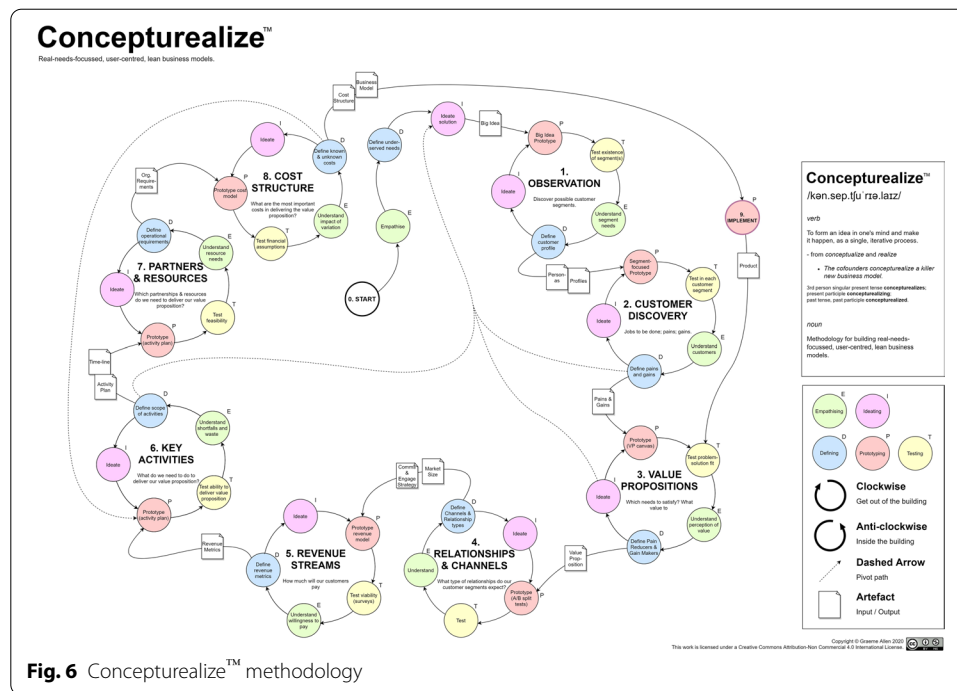 Concepturealize™
Real-needs-focussed, user-centred, lean business models.
0. START
E
Empathise
D
Define under-
served needs
I
Ideate
solution
Big Idea
P
Big Idea
Prototype
T
Test existence
of segment(s)
E
Understand
segment
needs
D
Define
customer
profile
Ideate
1.
OBSERVATION
Discover possible customer
segments.
Person-
as
Profiles
P
Segment-
focused
Prototype
T
Test in each
customer
segment
E
Understand
customers
D
Define pains
and gains
I
Ideate
2. CUSTOMER
DISCOVERY
Jobs to be done; pains; gains.
Pains &
Gains
P
Prototype
(VP canvas)
T
Test problem-
solution fit
E
Understand
perception of
value
D
Define Pain
Reducers &
Gain Makers
I
Ideate
3. VALUE
PROPOSITIONS
Which needs to satisfy? What
value to
Value
Prop-
osition
P
Prototype
(A/B split
tests)
T
Test
E
Understand
D
Define
Channels &
Relationship
types
I
Ideate
4.
RELATIONSHIPS
& CHANNELS
What type of relationships do our
customer segments expect?
Commit
&
Engage
Strategy
Market
Size
P
Prototype
revenue
model
T
Test viability
(surveys)
E
Understand
willingness to
pay
D
Define
revenue
metrics
I
Ideate
5. REVENUE
STREAMS
How much will our customers
pay
Revenue
Metrics
P
Prototype
(activity plan)
T
Test ability to
deliver value
proposition
E
Understand
shortfalls and
waste
D
Define scope
of activities
I
Ideate
6. KEY
ACTIVITIES
What do we need to do to
deliver our value proposition?
Activity
Plan
Time-line
P
Prototype
(activity plan)
T
Test
feasibility
E
Understand
resource
needs
D
Define
operational
requirements
I
Ideate
7. PARTNERS
& RESOURCES
Which partnerships & resources
do we need to deliver our value
proposition?
Org.
Require-
ments
P
Prototype cost
model
T
Test financial
assumptions
E
Understand
impact of
variation
D
Define known
& unknown
costs
I
Ideate
8. COST
STRUCTURE
What are the most important
costs in delivering the value
proposition?
Cost
Structure
Business
Model
P
9.
IMPLEMENT
Product
Concepturealize™
/kən.sep.tʃuˈrɪə.laɪz/
verb
To form an idea in one's mind and make
it happen, as a single, iterative process.
- from conceptualize and realize
• The cofounders concepturealize a killer
new business model.
3rd person singular present tense concepturealizes;
present participle concepturealizing;
past tense, past participle concepturealized.
noun
Methodology for building real-needs-
focussed, user-centred, lean business
models.
E
Empathising
I
Ideating
D
Defining
P
Prototyping
T
Testing
Clockwise
Get out of the building
Anti-clockwise
Inside the building
Dashed Arrow
Pivot path
Artefact
Input / Output
Copyright © Graeme Allen 2020
This work is licensed under a Creative Commons Attribution-Non Commercial 4.0 International License.
Fig. 6 Concepturealize™ methodology